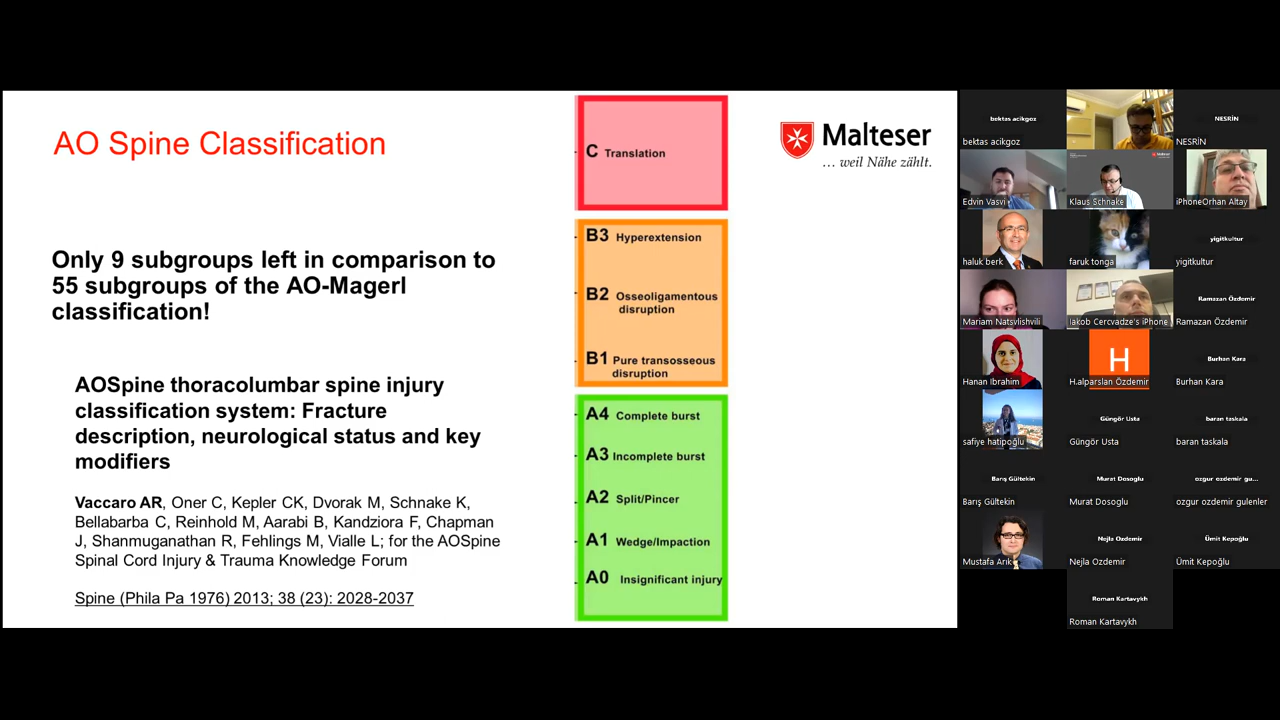 AO Spine Classification
Only 9 subgroups left in comparison to
55 subgroups of the AO-Magerl
classification!
AOSpine thoracolumbar spine injury
classification system: Fracture
description, neurological status and key
modifiers
Vaccaro AR, Oner C, Kepler CK, Dvorak M, Schnake K,
Bellabarba C, Reinhold M, Aarabi B, Kandziora F, Chapman
J, Shanmuganathan R, Fehlings M, Vialle L; for the AOSpine
Spinal Cord Injury & Trauma Knowledge Forum
Spine (Phila Pa 1976) 2013; 38 (23): 2028-2037
C Translation
B3 Hyperextension
B2 Osseoligamentous
disruption
B1 Pure transosseous
disruption
A4 Complete burst
A3 Incomplete burst
A2 Split/Pincer
A1 Wedge/Impaction
A0 Insignificant injury
Malteser
... weil Nähe zählt.
bektas acikgoz
bektas acikgoz
NESRİN
NESRİN
Edvin Vasvi
Klaus Schnake
iPhoneOrhan Altay
haluk berk
faruk tonga
yigitkultur
yigitkultur
Mariam Natsvlishvili
Iakob Cercvadze's iPhone
Ramazan Özdemir
Ramazan Özdemir
Hanan Ibrahim
H
H.alparslan Özdemir
Burhan Kara
Burhan Kara
safiye hatipoğlu
Güngör Usta
Güngör Usta
baran taskala
baran taskala
Barış Gültekin
Barış Gültekin
Murat Dosoglu
Murat Dosoglu
ozgur ozdemir gu...
ozgur ozdemir gulenler
Mustafa Arık
Nejla Ozdemir
Nejla Ozdemir
Ümit Kepoğlu
Ümit Kepoğlu
Roman Kartavykh
Roman Kartavykh